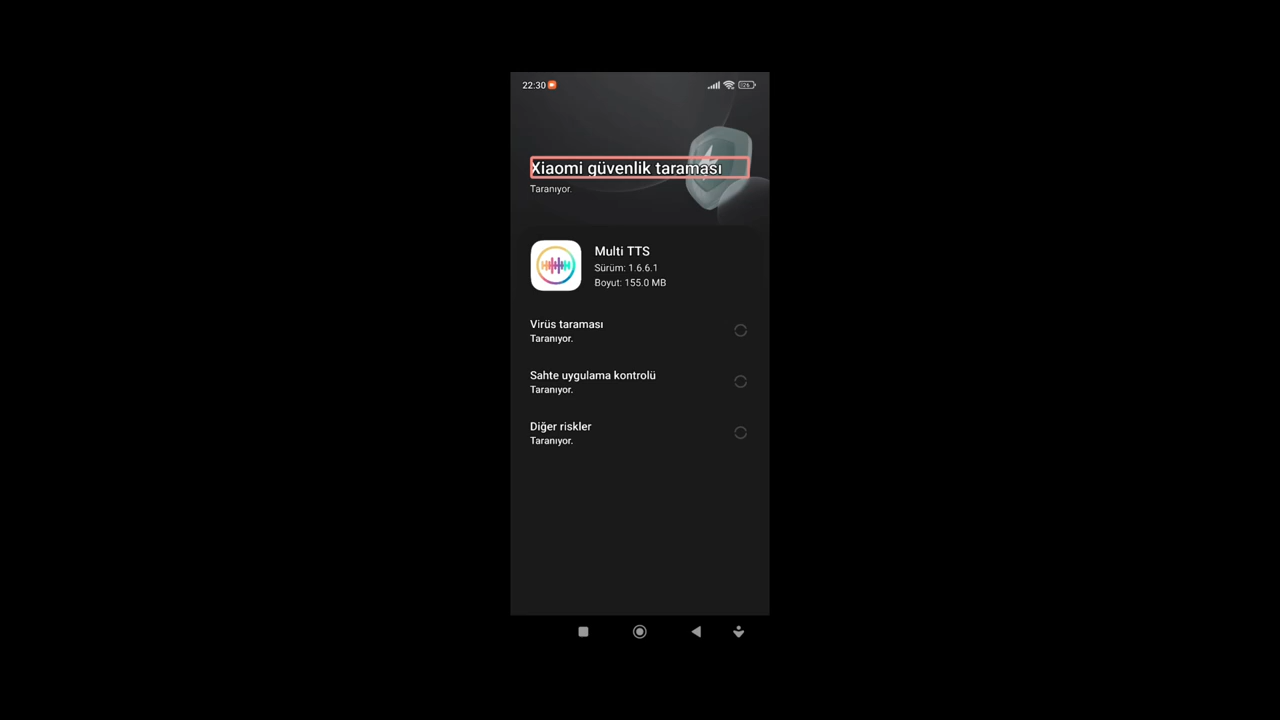 22:30
Xiaomi güvenlik taraması
Taranıyor.
Multi TTS
Sürüm: 1.6.6.1
Boyut: 155.0 MB
Virüs taraması
Taranıyor.
Sahte uygulama kontrolü
Taranıyor.
Diğer riskler
Taranıyor.